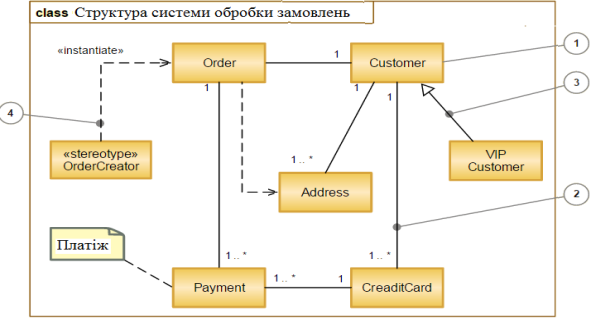 class Структура системи обробки замовлень
«instantiate»
Order
1
Customer
1
3
4
1
1
1
«stereotype»
OrderCreator
1.. *
VIP
Customer
Address
2
Платіж
1.. *
1.. *
1.. *
1
Payment
CreaditCard